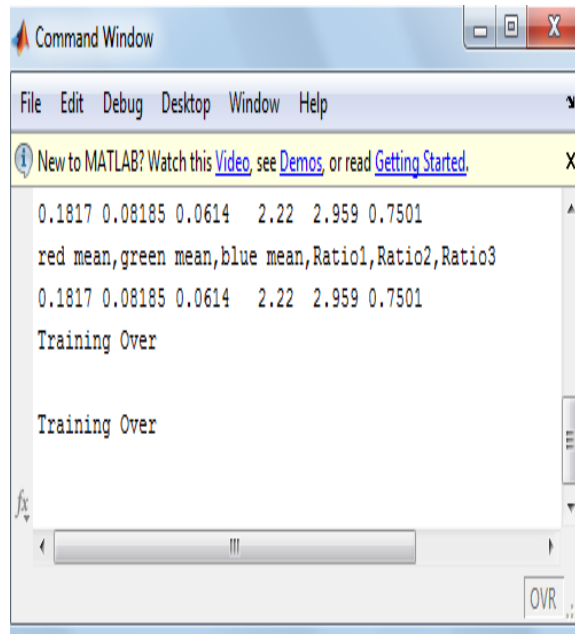 Command Window
File Edit Debug Desktop Window Help
New to MATLAB? Watch this Video, see Demos, or read Getting Started.
0.1817 0.08185 0.0614 2.22 2.959 0.7501
red mean,green mean,blue mean,Ratio1,Ratio2,Ratio3
0.1817 0.08185 0.0614 2.22 2.959 0.7501
Training Over
Training Over
fx
OVR